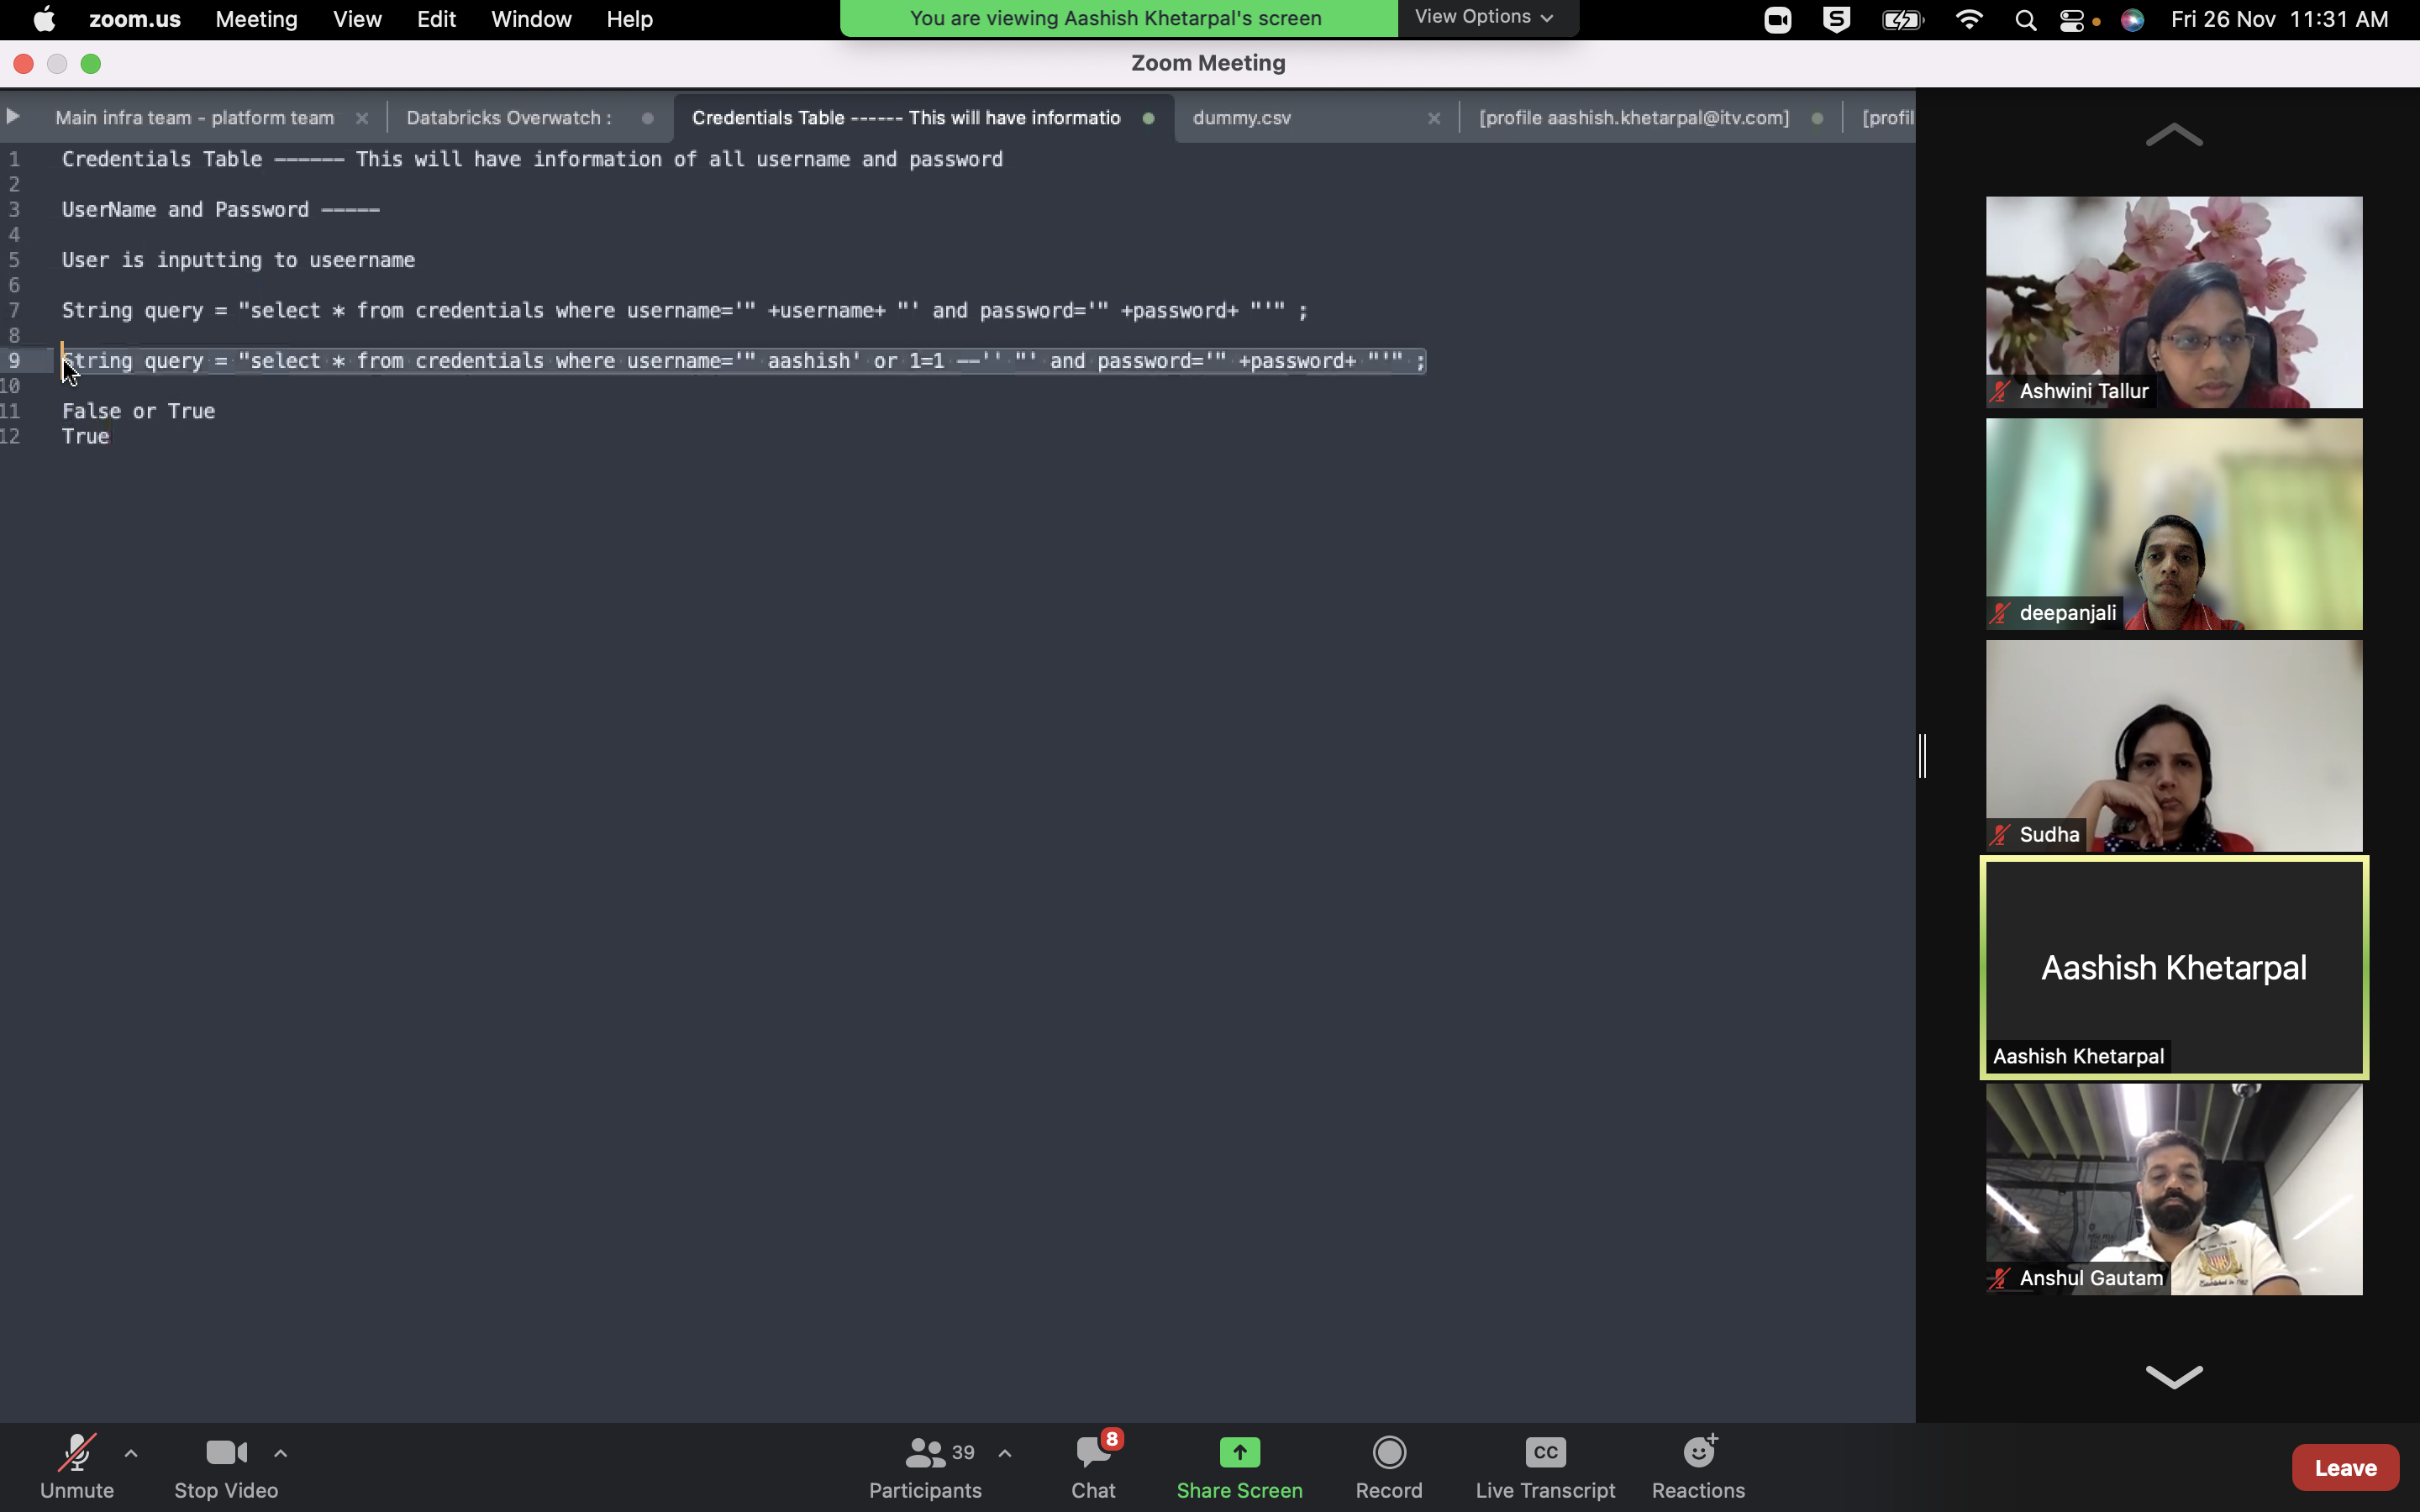 zoom.us Meeting View Edit Window Help
You are viewing Aashish Khetarpal's screen View Options
Fri 26 Nov 11:31 AM
Zoom Meeting
Main infra team - platform team
Databricks Overwatch :
Credentials Table ------ This will have informatio
dummy.csv
[profile aashish.khetarpal@itv.com]
[profil
1 Credentials Table ------ This will have information of all username and password
2
3 UserName and Password -----
4
5 User is inputting to useername
6
7 String query = "select * from credentials where username='" +username+ "' and password='" +password+ "'" ;
8
9 String query = "select * from credentials where username='" aashish' or 1=1 --'' "' and password='" +password+ "'" ;
10
11 False or True
12 True
Ashwini Tallur
deepanjali
Sudha
Aashish Khetarpal
Aashish Khetarpal
Anshul Gautam
Unmute
Stop Video
39
Participants
8
Chat
Share Screen
Record
CC
Live Transcript
Reactions
Leave